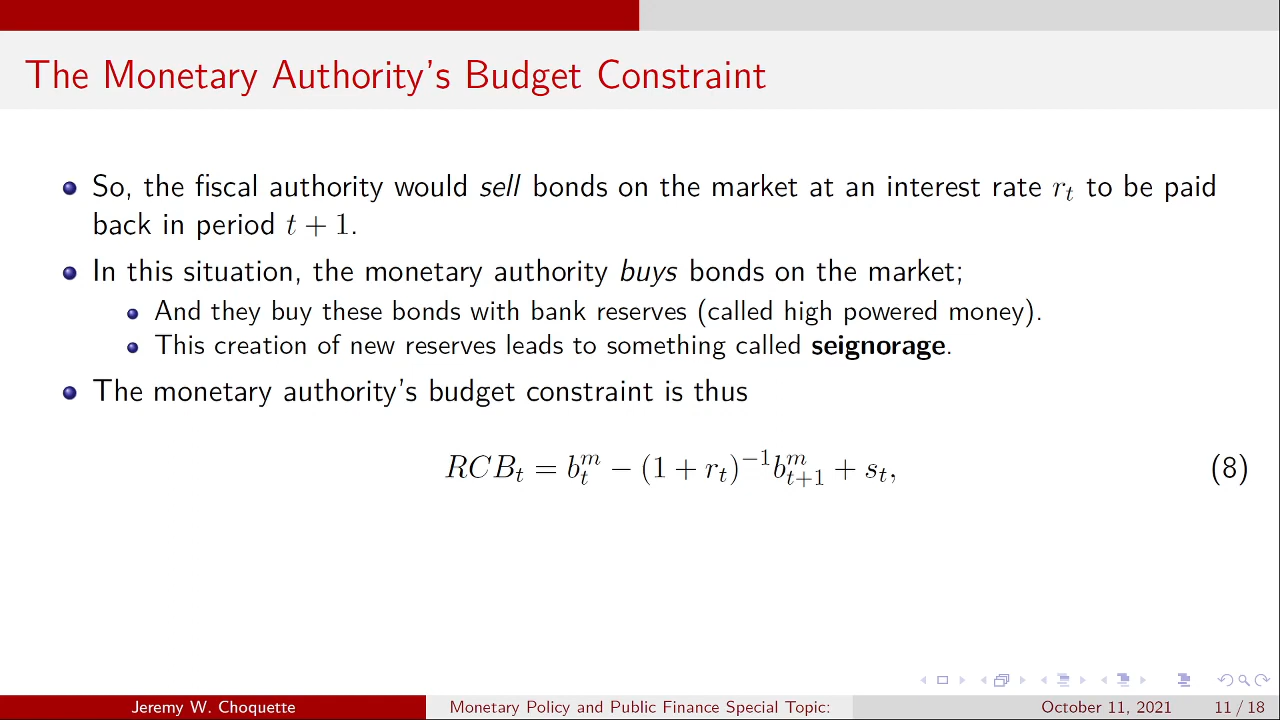 The Monetary Authority's Budget Constraint
So, the fiscal authority would sell bonds on the market at an interest rate r_t to be paid
back in period t + 1.
In this situation, the monetary authority buys bonds on the market;
And they buy these bonds with bank reserves (called high powered money).
This creation of new reserves leads to something called seignorage.
The monetary authority's budget constraint is thus
RCB_t = b_t^m − (1 + r_t)^{−1} b_{t+1}^m + s_t, (8)
Jeremy W. Choquette Monetary Policy and Public Finance Special Topic: October 11, 2021 11 / 18